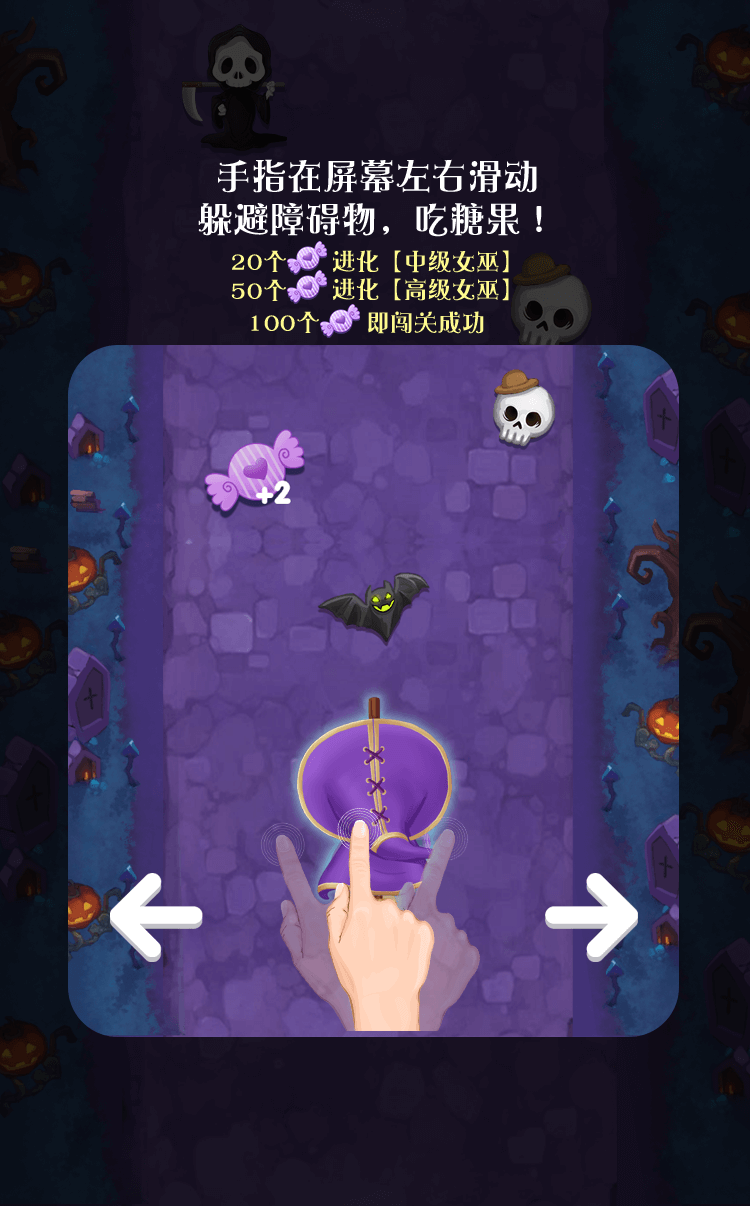 手指在屏幕左右滑动
躲避障碍物，吃糖果！
20个 进化【中级女巫】
50个 进化【高级女巫】
100个 即闯关成功
+2